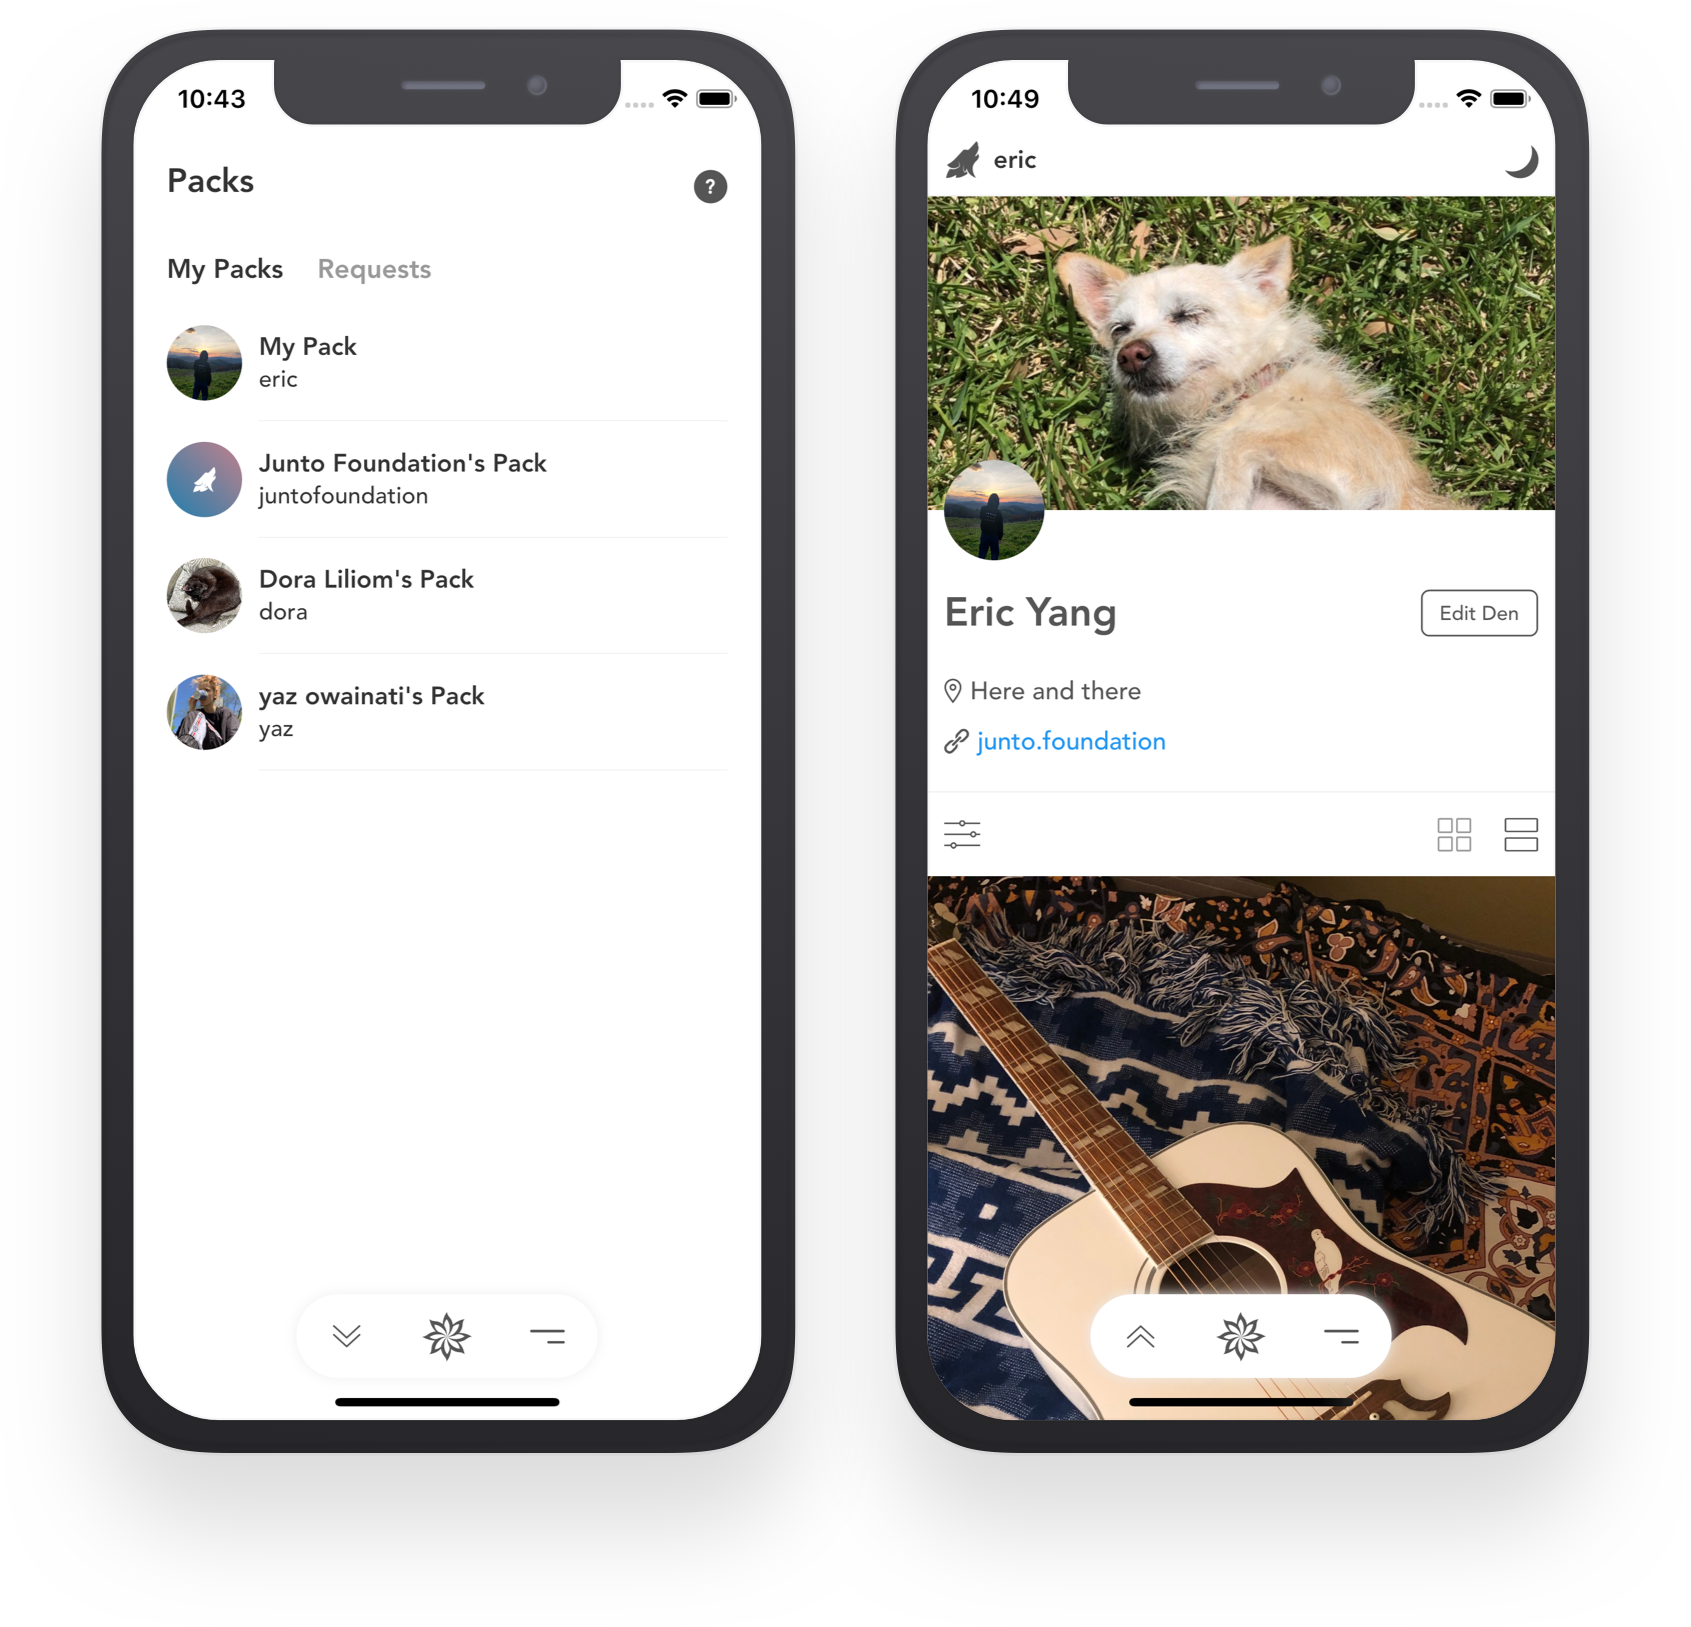 10:43
Packs
?
My Packs Requests
My Pack
eric
Junto Foundation's Pack
juntofoundation
Dora Liliom's Pack
dora
yaz owainati's Pack
yaz
10:49
eric
Eric Yang
Edit Den
Here and there
junto.foundation